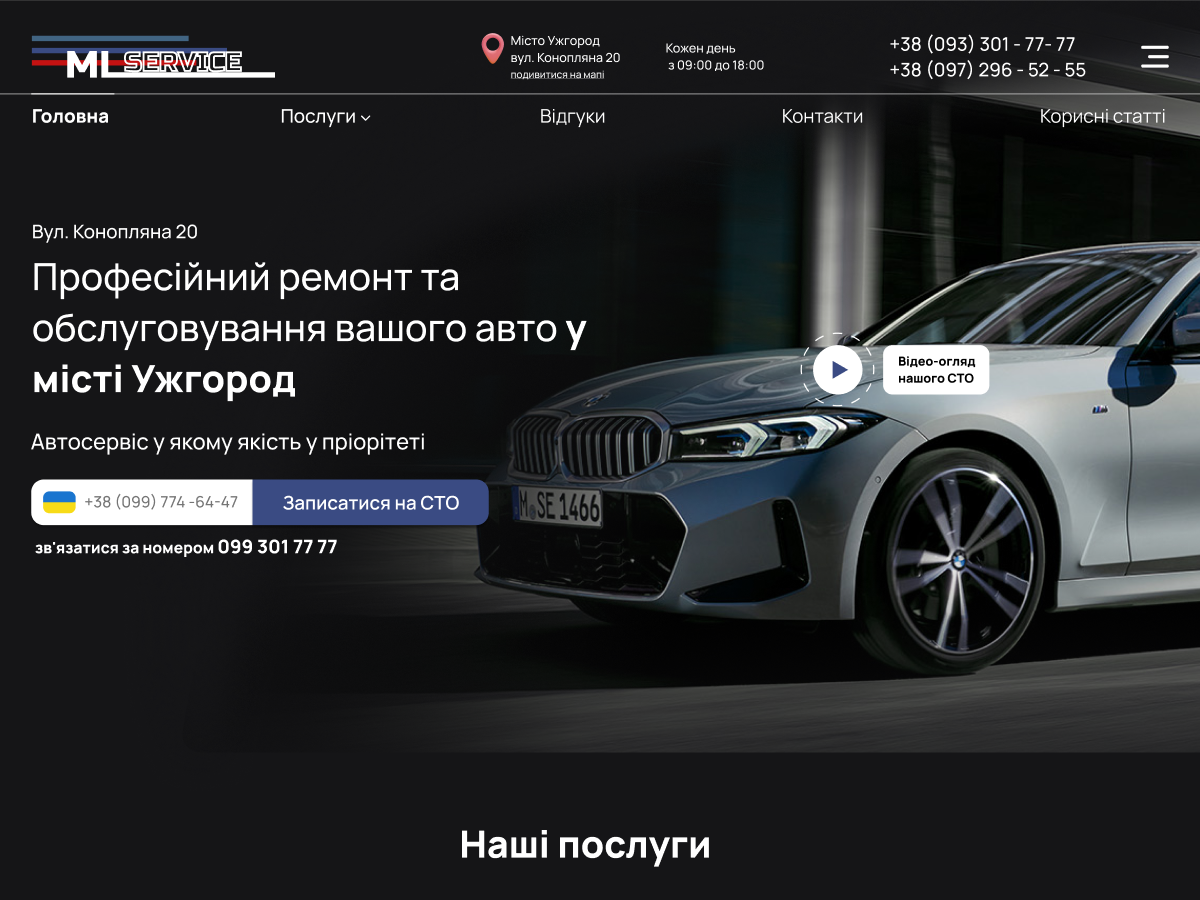 ML SERVICE
Місто Ужгород
вул. Конопляна 20
подивитися на мапі
Кожен день
з 09:00 до 18:00
+38 (093) 301 - 77- 77
+38 (097) 296 - 52 - 55
Головна
Послуги
Відгуки
Контакти
Корисні статті
Вул. Конопляна 20
Професійний ремонт та
обслуговування вашого авто у
місті Ужгород
Автосервіс у якому якість у пріорітеті
+38 (099) 774 -64-47
Записатися на СТО
зв'язатися за номером 099 301 77 77
Відео-огляд
нашого СТО
M SE 1466
Наші послуги